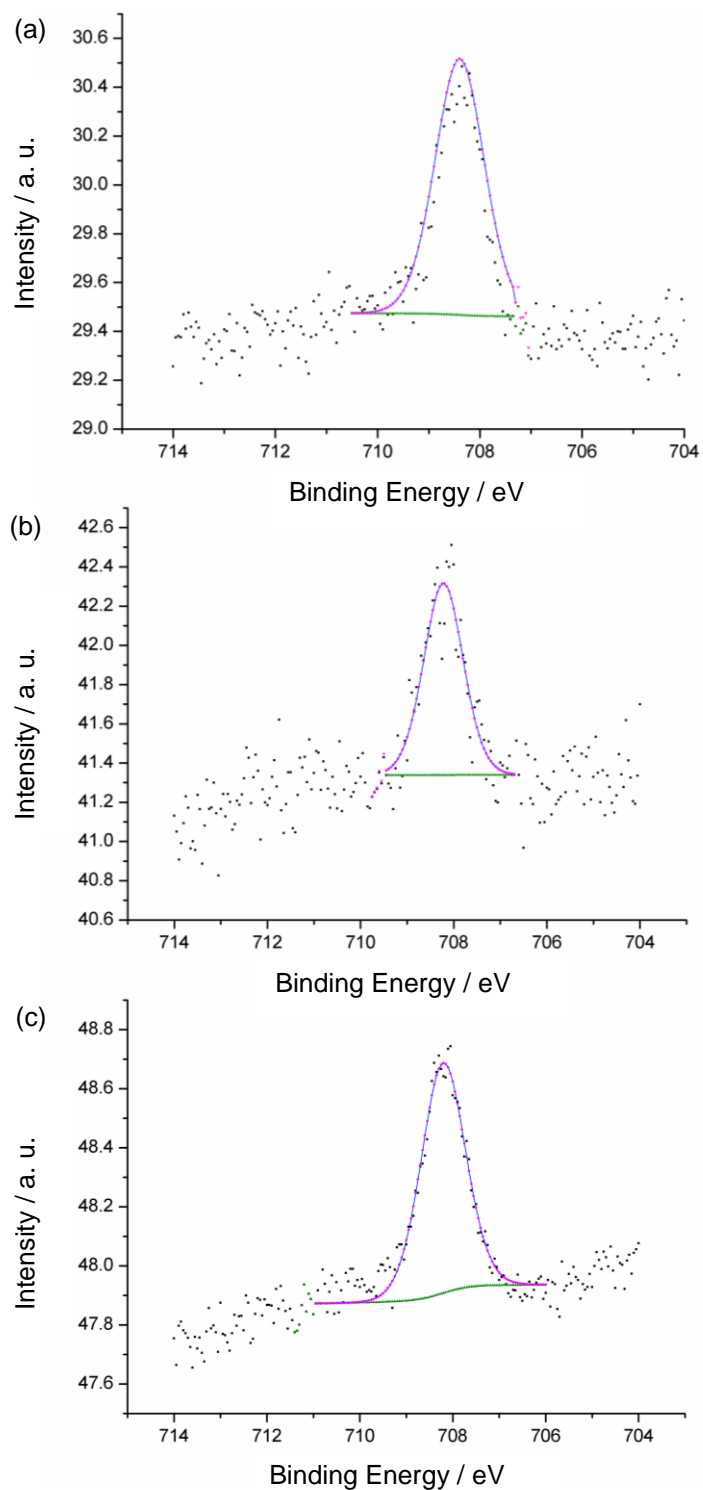 (a)
30.6
30.4
30.2
30.0
29.8
29.6
29.4
29.2
29.0
Intensity / a. u.
714 712 710 708 706 704
Binding Energy / eV
(b)
42.6
42.4
42.2
42.0
41.8
41.6
41.4
41.2
41.0
40.8
40.6
Intensity / a. u.
714 712 710 708 706 704
Binding Energy / eV
(c)
48.8
48.6
48.4
48.2
48.0
47.8
47.6
Intensity / a. u.
714 712 710 708 706 704
Binding Energy / eV